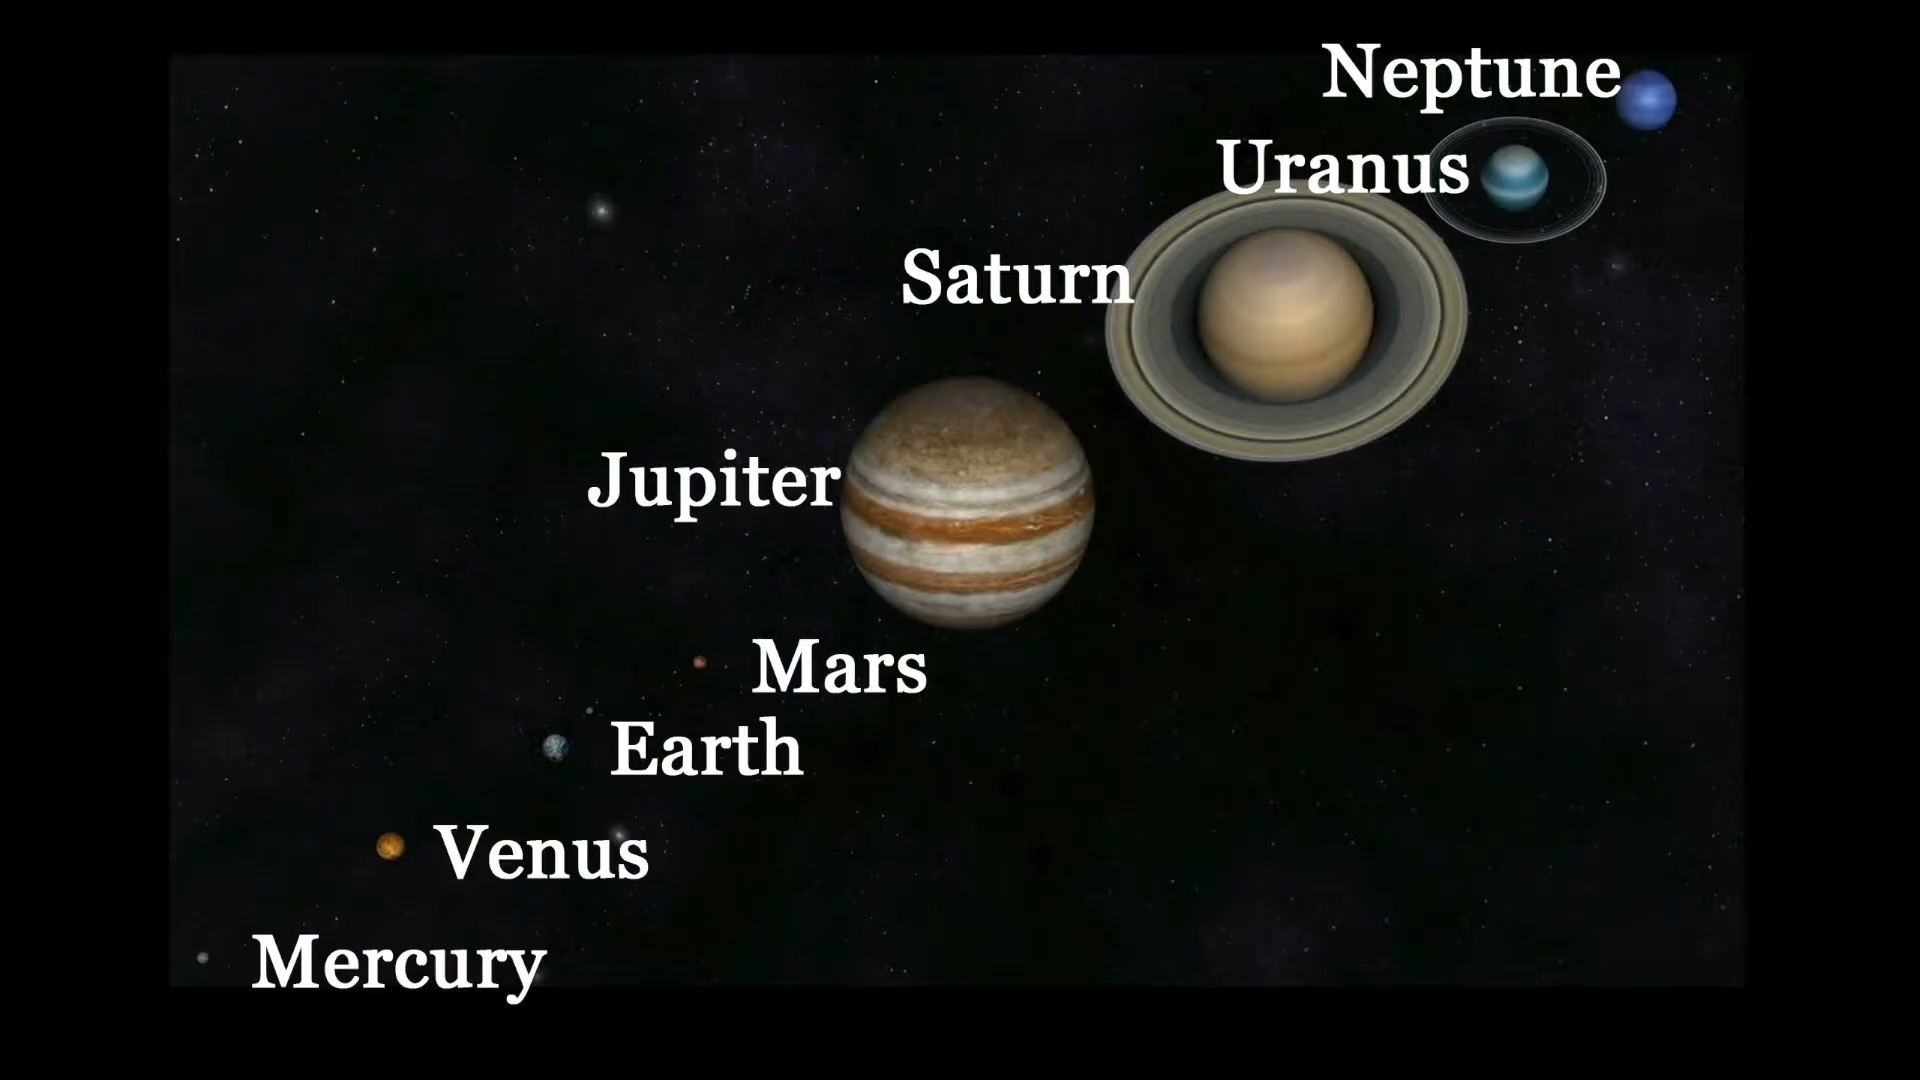 Neptune
Uranus
Saturn
Jupiter
Mars
Earth
Venus
Mercury